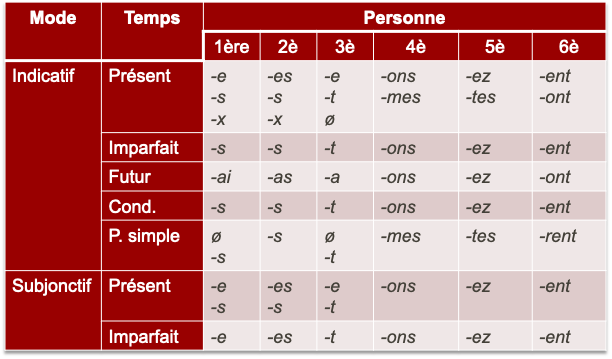 Mode Temps Personne
1ère 2è 3è 4è 5è 6è
Indicatif Présent -e -es -e -ons -ez -ent
-s -s -t -mes -tes -ont
-x -x ø
Imparfait -s -s -t -ons -ez -ent
Futur -ai -as -a -ons -ez -ont
Cond. -s -s -t -ons -ez -ent
P. simple ø -s ø -mes -tes -rent
-s -t
Subjonctif Présent -e -es -e -ons -ez -ent
-s -s -t
Imparfait -e -es -t -ons -ez -ent